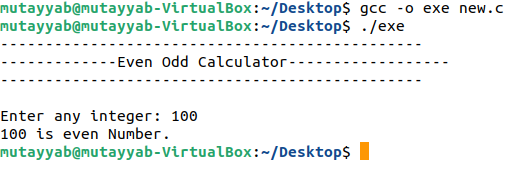 mutayyab@mutayyab-VirtualBox:~/Desktop$ gcc -o exe new.c
mutayyab@mutayyab-VirtualBox:~/Desktop$ ./exe
-----------------------------------------------
-------------Even Odd Calculator------------------
-----------------------------------------------
Enter any integer: 100
100 is even Number.
mutayyab@mutayyab-VirtualBox:~/Desktop$